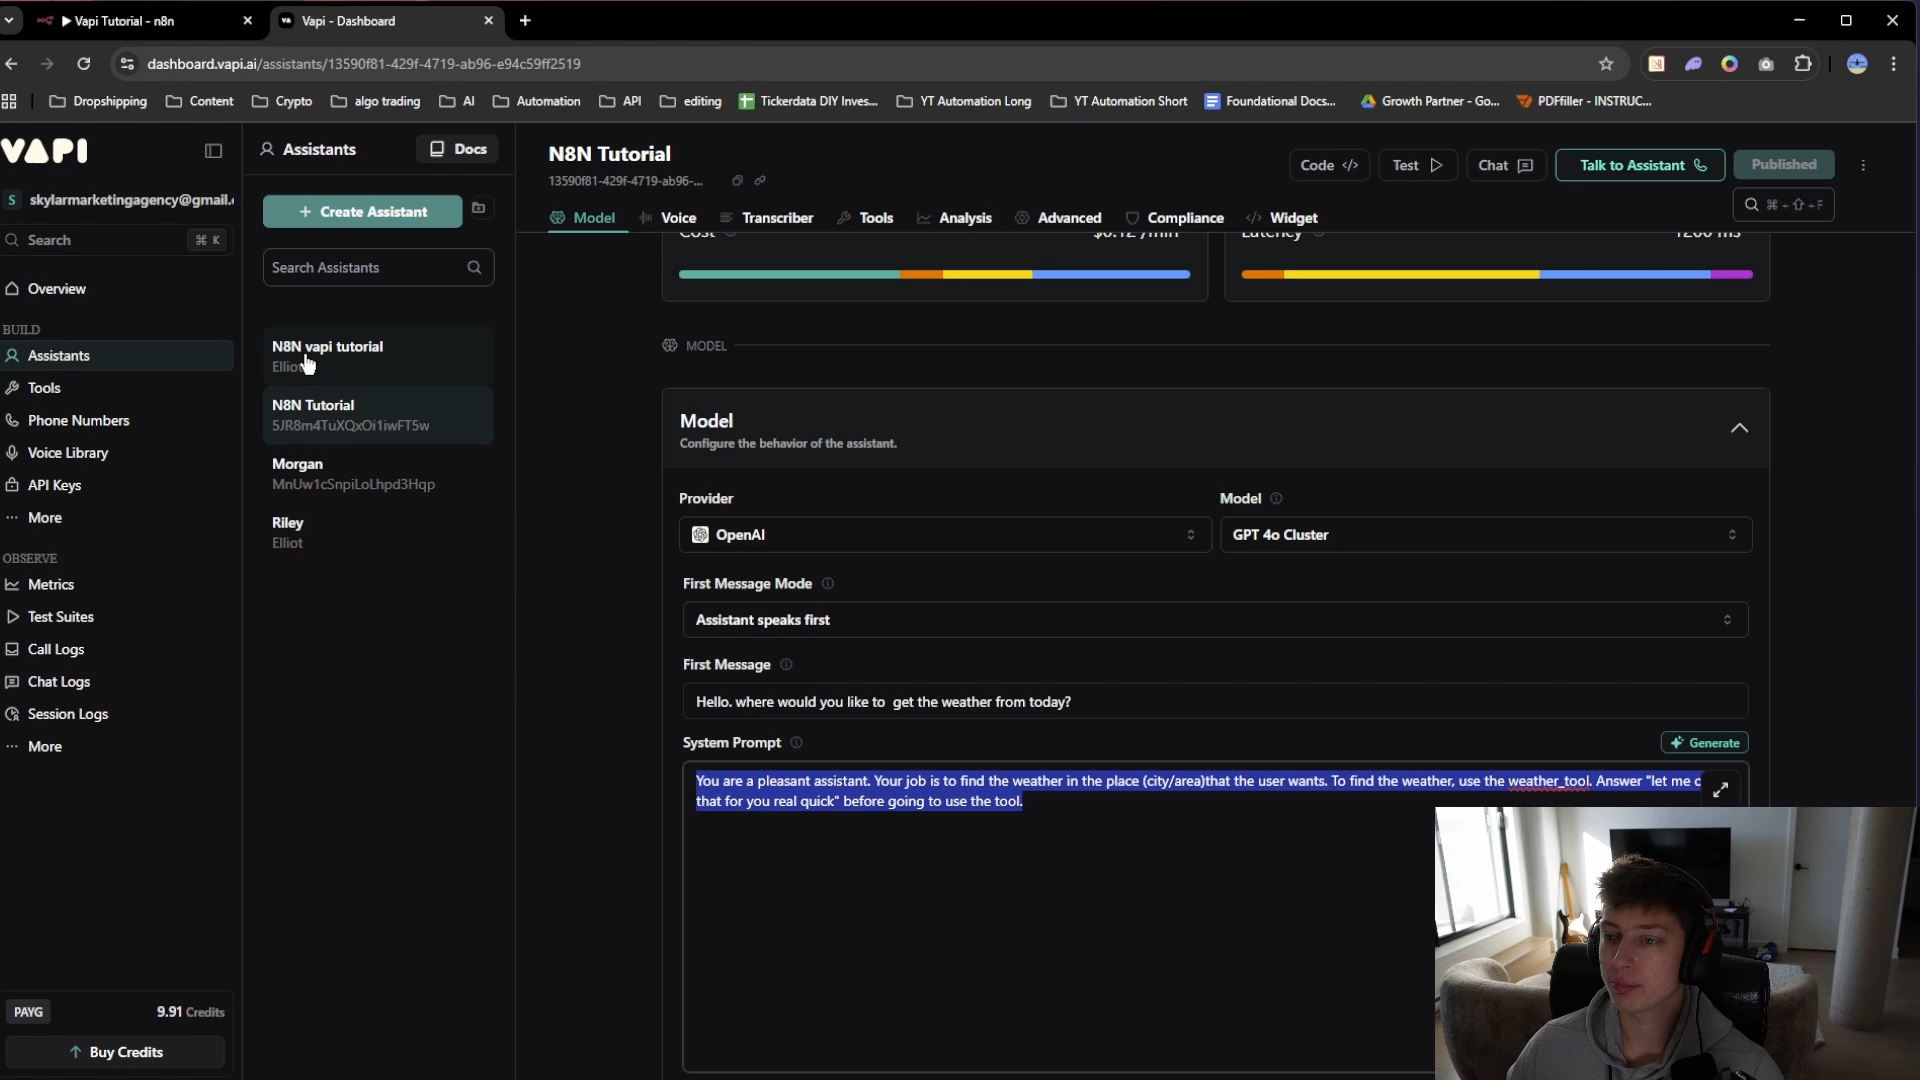 Vapi Tutorial - n8n
Vapi - Dashboard
dashboard.vapi.ai/assistants/13590f81-429f-4719-ab96-e94c59ff2519
Dropshipping
Content
Crypto
algo trading
AI
Automation
API
editing
Tickerdata DIY Inves...
YT Automation Long
YT Automation Short
Foundational Docs...
Growth Partner - Go...
PDFfiller - INSTRUC...
VAPI
S skylarmarketingagency@gmail.
Search ⌘ K
Overview
BUILD
Assistants
Tools
Phone Numbers
Voice Library
API Keys
More
OBSERVE
Metrics
Test Suites
Call Logs
Chat Logs
Session Logs
More
PAYG 9.91 Credits
Buy Credits
Assistants
Docs
+ Create Assistant
Search Assistants
N8N vapi tutorial
Elliot
N8N Tutorial
5JR8m4TuXQxOi1iwFT5w
Morgan
MnUw1cSnpiLoLhpd3Hqp
Riley
Elliot
N8N Tutorial
13590f81-429f-4719-ab96-...
Code </>
Test
Chat
Talk to Assistant
Published
⌘+⇧+F
Model
Voice
Transcriber
Tools
Analysis
Advanced
Compliance
Widget
Cost $0.12 /min
Latency 1200 ms
MODEL
Model
Configure the behavior of the assistant.
Provider
Model
OpenAI
GPT 4o Cluster
First Message Mode
Assistant speaks first
First Message
Hello. where would you like to  get the weather from today?
System Prompt
Generate
You are a pleasant assistant. Your job is to find the weather in the place (city/area)that the user wants. To find the weather, use the weather_tool. Answer "let me c
that for you real quick" before going to use the tool.